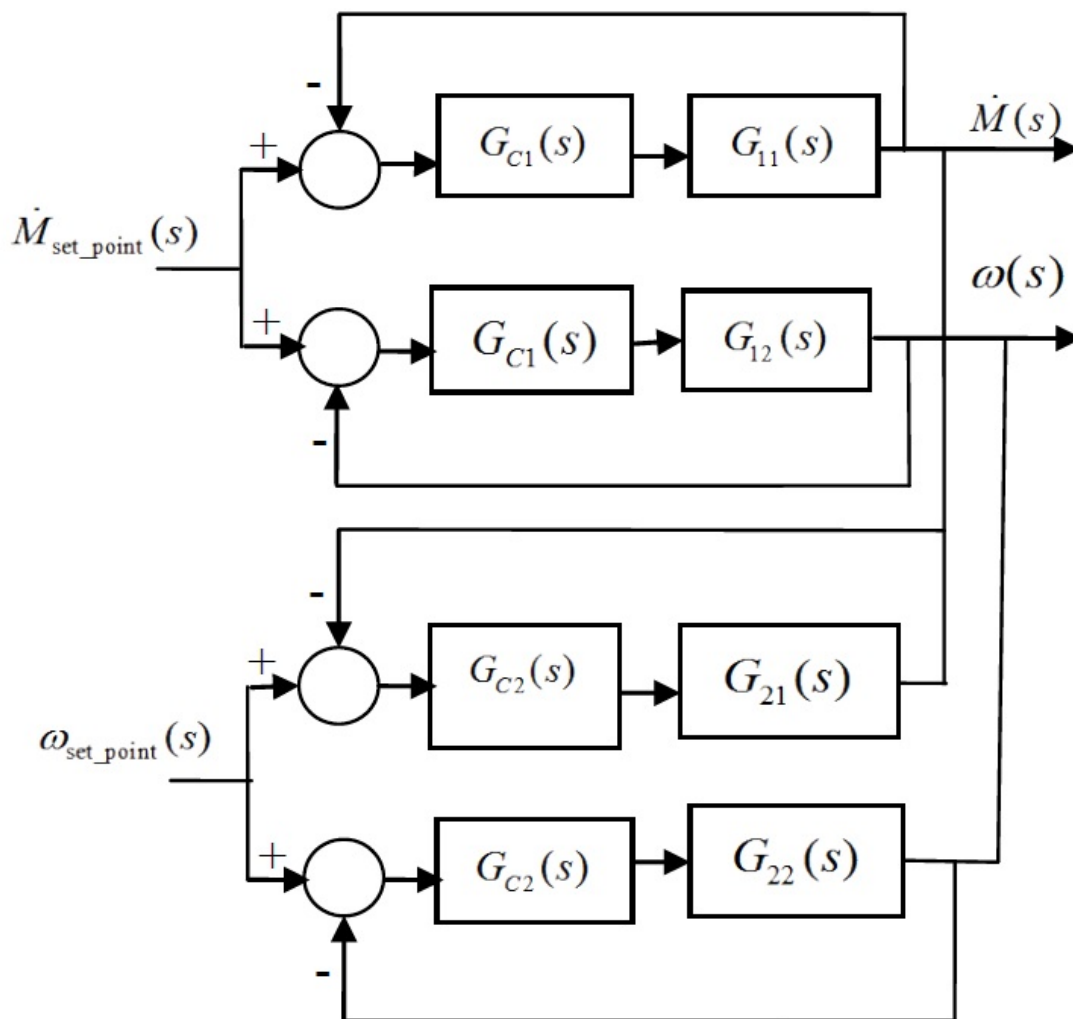 -
+
G_{C1}(s)
G_{11}(s)
Ṁ(s)
Ṁ_{set_point}(s)
+
G_{C1}(s)
G_{12}(s)
ω(s)
-
-
+
G_{C2}(s)
G_{21}(s)
ω_{set_point}(s)
+
G_{C2}(s)
G_{22}(s)
-